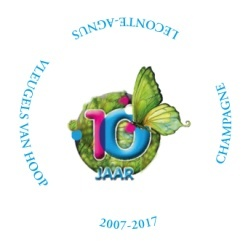 VLEUGELS VAN HOOP
LECONTE-AGNUS
CHAMPAGNE
10
JAAR
2007-2017